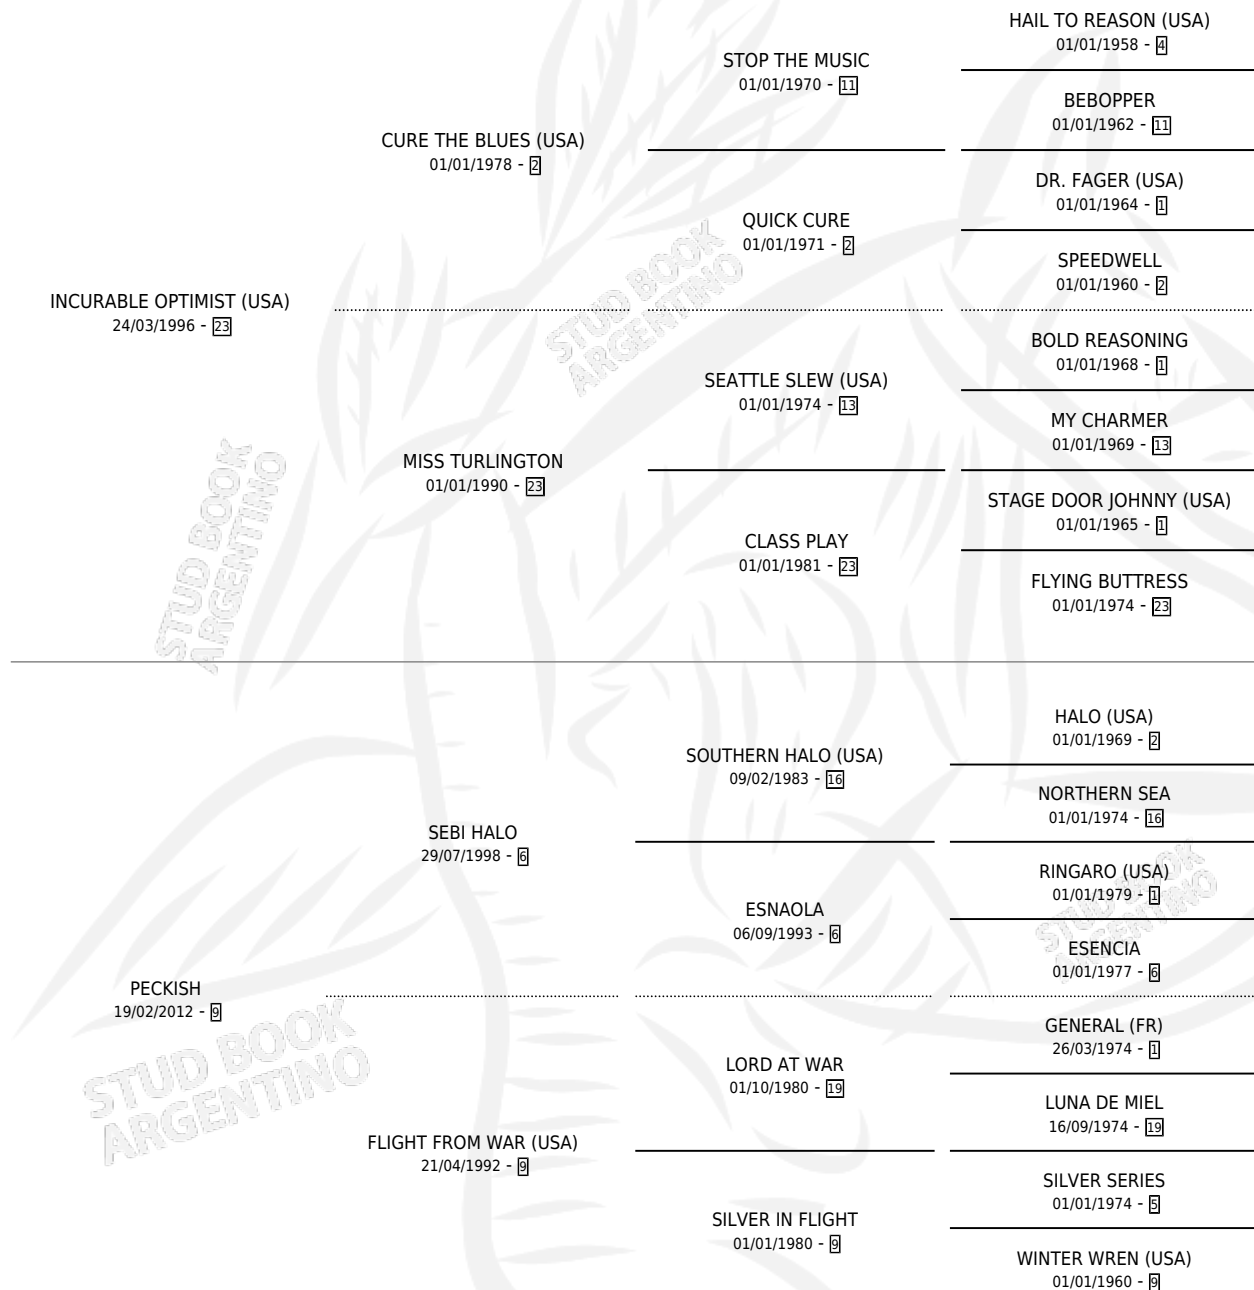 HAIL TO REASON (USA)
01/01/1958 - 4
STOP THE MUSIC
01/01/1970 - 11
BEBOPPER
01/01/1962 - 11
CURE THE BLUES (USA)
01/01/1978 - 2
DR. FAGER (USA)
01/01/1964 - 1
QUICK CURE
01/01/1971 - 2
SPEEDWELL
01/01/1960 - 2
INCURABLE OPTIMIST (USA)
24/03/1996 - 23
BOLD REASONING
01/01/1968 - 1
SEATTLE SLEW (USA)
01/01/1974 - 13
MY CHARMER
01/01/1969 - 13
MISS TURLINGTON
01/01/1990 - 23
STAGE DOOR JOHNNY (USA)
01/01/1965 - 1
CLASS PLAY
01/01/1981 - 23
FLYING BUTTRESS
01/01/1974 - 23
HALO (USA)
01/01/1969 - 2
SOUTHERN HALO (USA)
09/02/1983 - 16
NORTHERN SEA
01/01/1974 - 16
SEBI HALO
29/07/1998 - 6
RINGARO (USA)
01/01/1979 - 1
ESNAOLA
06/09/1993 - 6
ESENCIA
01/01/1977 - 6
PECKISH
19/02/2012 - 9
GENERAL (FR)
26/03/1974 - 1
LORD AT WAR
01/10/1980 - 19
LUNA DE MIEL
16/09/1974 - 19
FLIGHT FROM WAR (USA)
21/04/1992 - 9
SILVER SERIES
01/01/1974 - 5
SILVER IN FLIGHT
01/01/1980 - 9
WINTER WREN (USA)
01/01/1960 - 9
STUD BOOK
ARGENTINO
STUD BOOK
ARGENTINO
STUD BOOK
ARGENTINO
STUD BOOK
ARGENTINO